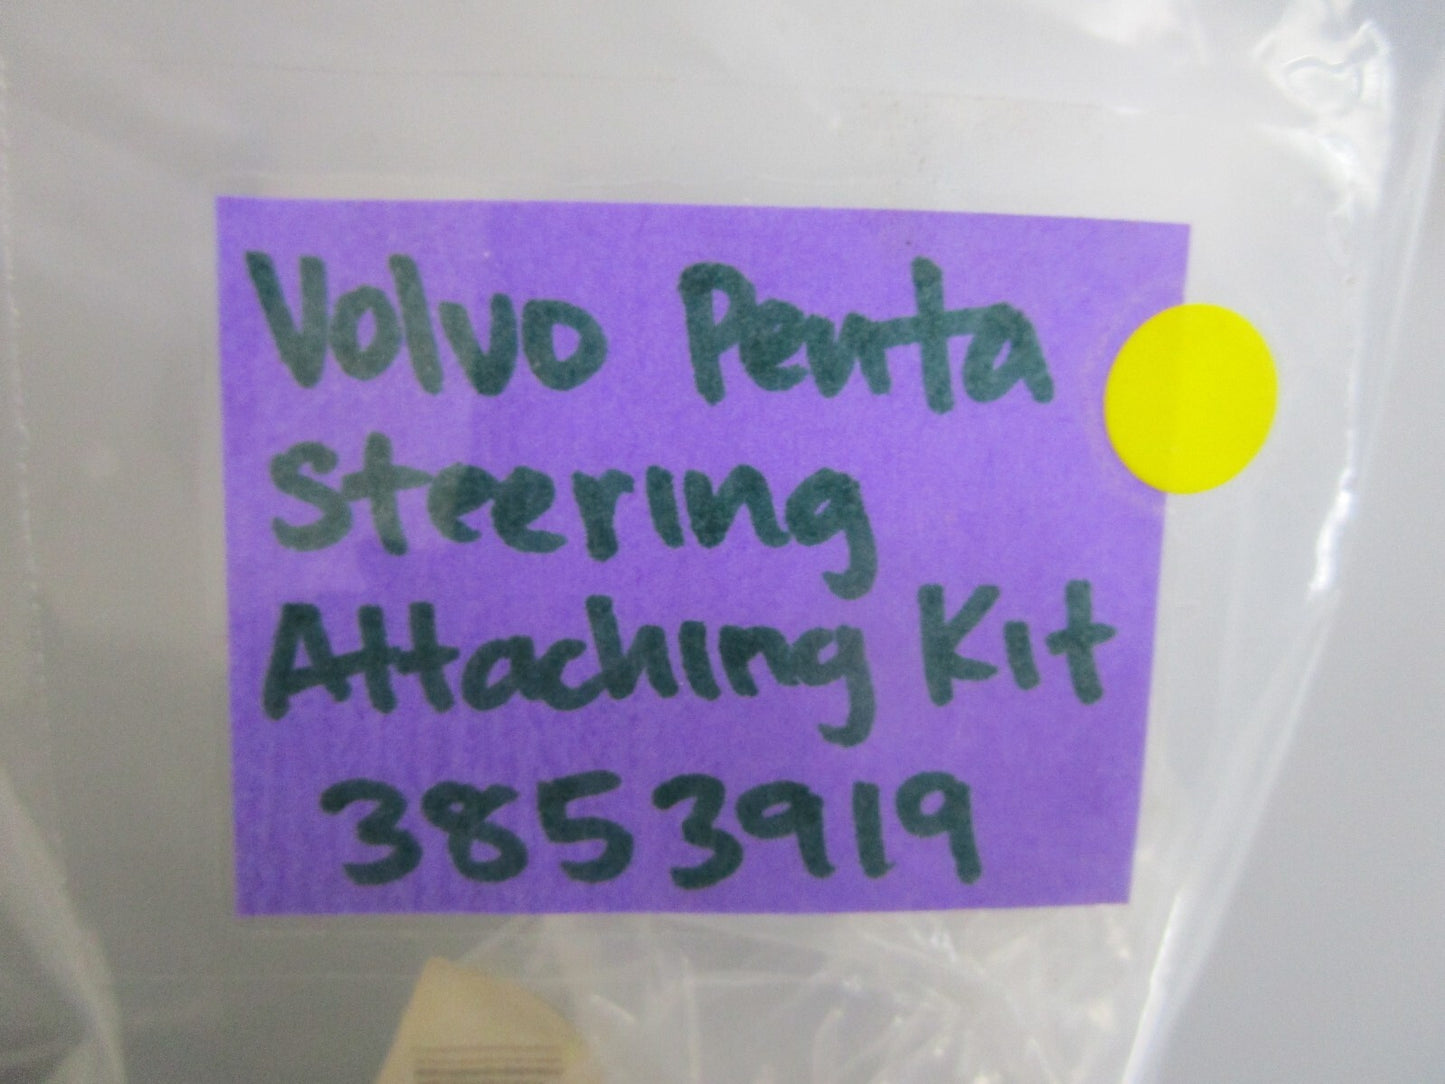 Volvo Penta
Steering
Attaching Kit
3853919